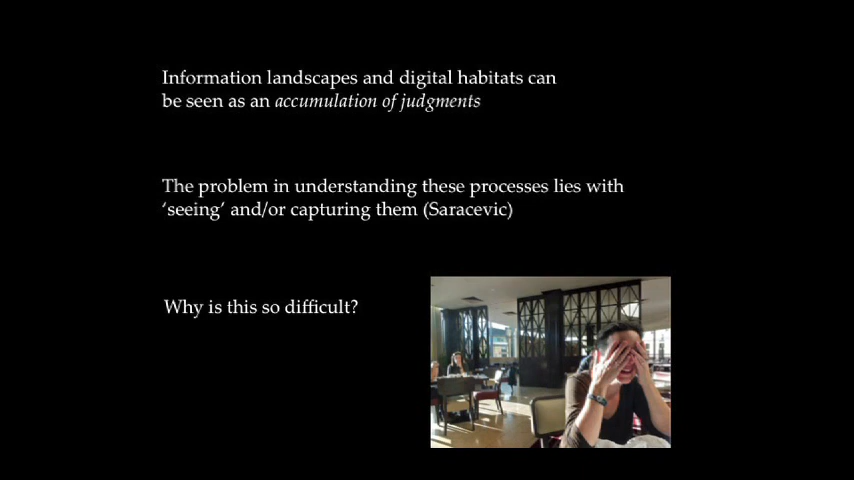 Information landscapes and digital habitats can
be seen as an accumulation of judgments
The problem in understanding these processes lies with
‘seeing’ and/or capturing them (Saracevic)
Why is this so difficult?